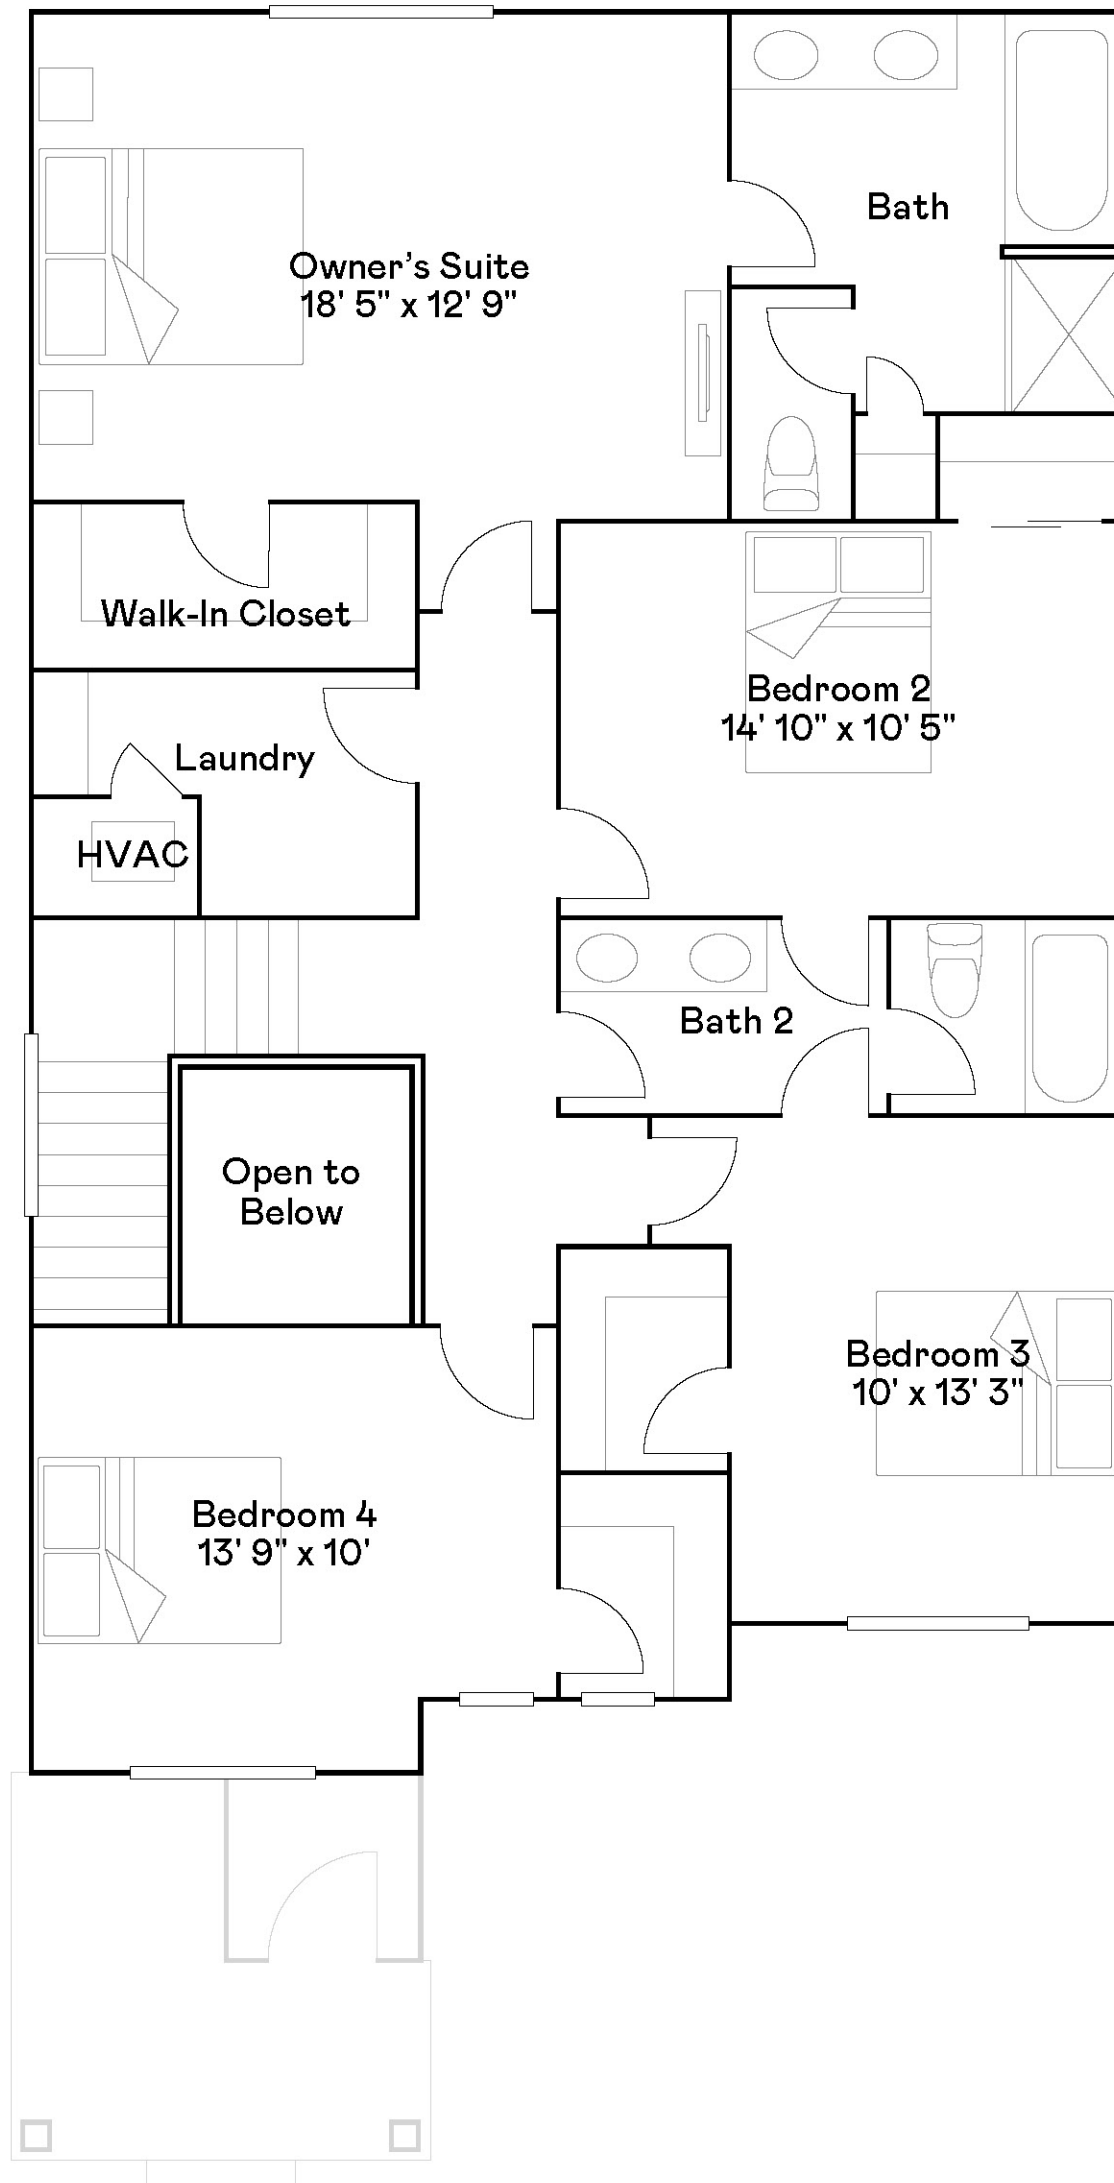 Bath
Owner’s Suite
18' 5" x 12' 9"
Walk-In Closet
Bedroom 2
14' 10" x 10' 5"
Laundry
HVAC
Bath 2
Open to
Below
Bedroom 3
10' x 13' 3"
Bedroom 4
13' 9" x 10'